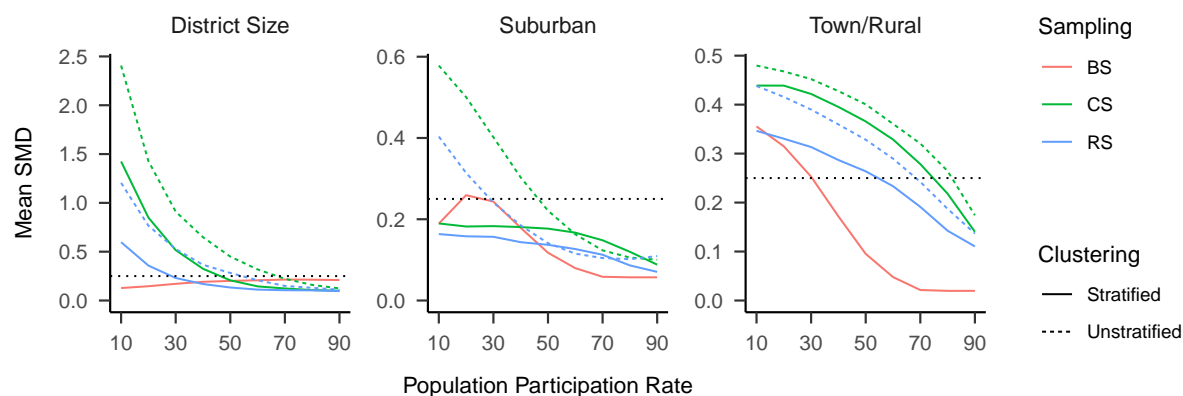 District Size
Suburban
Town/Rural
Mean SMD
2.5
2.0
1.5
1.0
0.5
0.0
10 30 50 70 90
0.6
0.4
0.2
0.0
10 30 50 70 90
0.5
0.4
0.3
0.2
0.1
0.0
10 30 50 70 90
Population Participation Rate
Sampling
BS
CS
RS
Clustering
Stratified
Unstratified